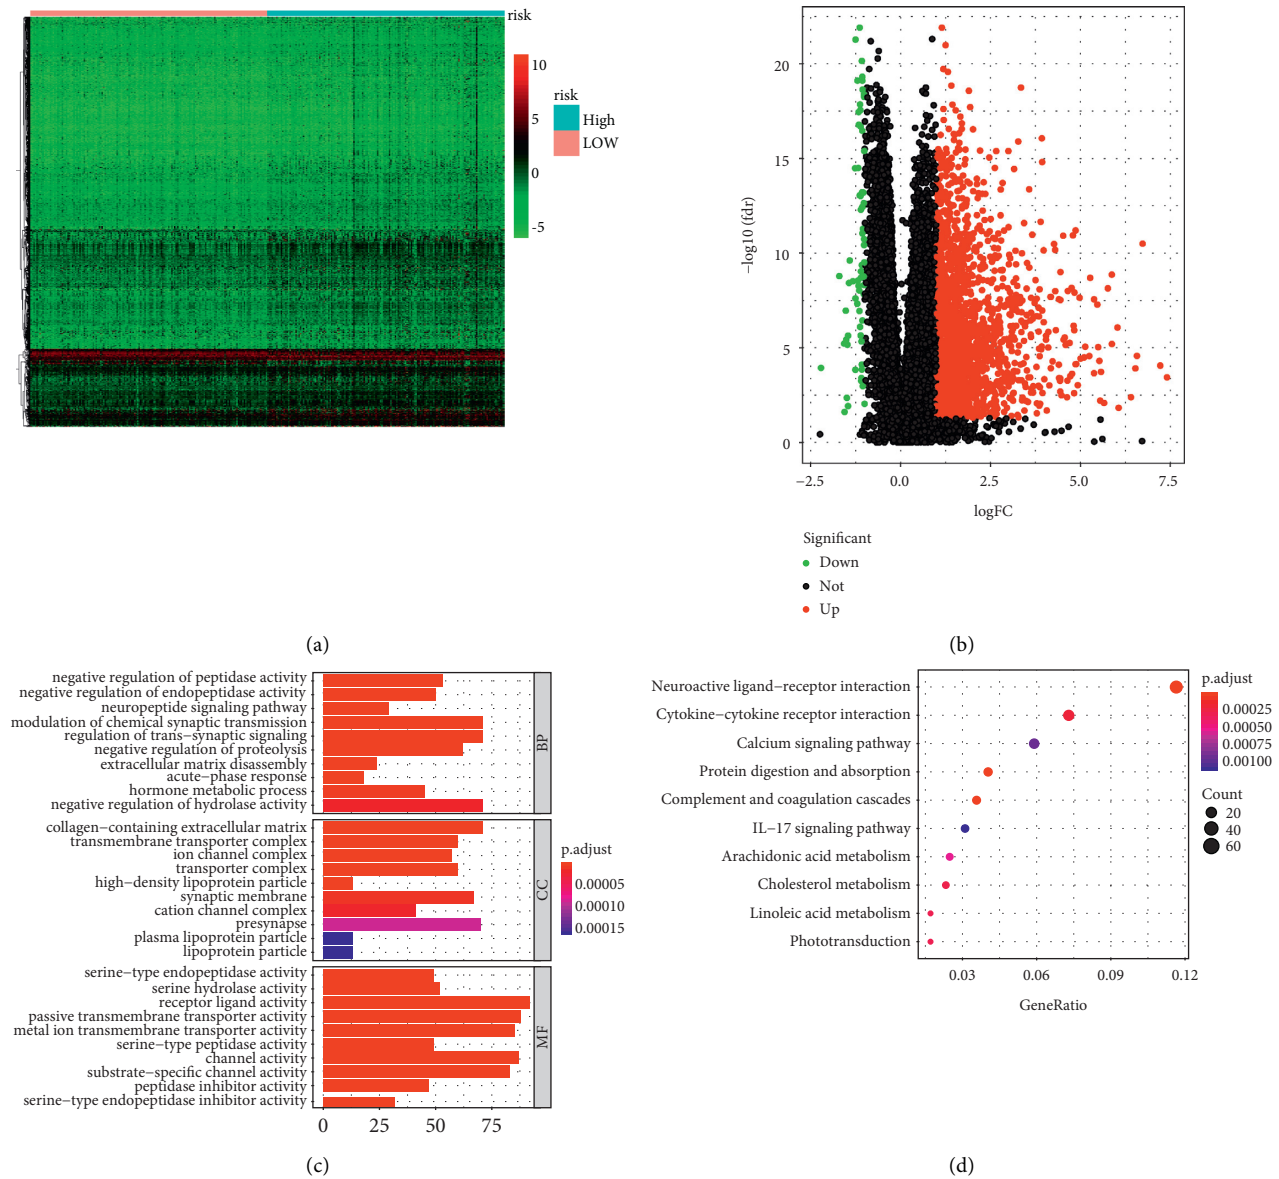 risk
10
5
0
-5
risk
High
LOW
(a)
−log10 (fdr)
20
15
10
5
0
−2.5
0.0
2.5
5.0
7.5
logFC
Significant
Down
Not
Up
(b)
negative regulation of peptidase activity
negative regulation of endopeptidase activity
neuropeptide signaling pathway
modulation of chemical synaptic transmission
regulation of trans−synaptic signaling
negative regulation of proteolysis
extracellular matrix disassembly
acute−phase response
hormone metabolic process
negative regulation of hydrolase activity
BP
collagen−containing extracellular matrix
transmembrane transporter complex
ion channel complex
transporter complex
high−density lipoprotein particle
synaptic membrane
cation channel complex
presynapse
plasma lipoprotein particle
lipoprotein particle
CC
serine−type endopeptidase activity
serine hydrolase activity
receptor ligand activity
passive transmembrane transporter activity
metal ion transmembrane transporter activity
serine−type peptidase activity
channel activity
substrate−specific channel activity
peptidase inhibitor activity
serine−type endopeptidase inhibitor activity
MF
0
25
50
75
p.adjust
0.00005
0.00010
0.00015
(c)
Neuroactive ligand−receptor interaction
Cytokine−cytokine receptor interaction
Calcium signaling pathway
Protein digestion and absorption
Complement and coagulation cascades
IL−17 signaling pathway
Arachidonic acid metabolism
Cholesterol metabolism
Linoleic acid metabolism
Phototransduction
0.03
0.06
0.09
0.12
GeneRatio
p.adjust
0.00025
0.00050
0.00075
0.00100
Count
20
40
60
(d)